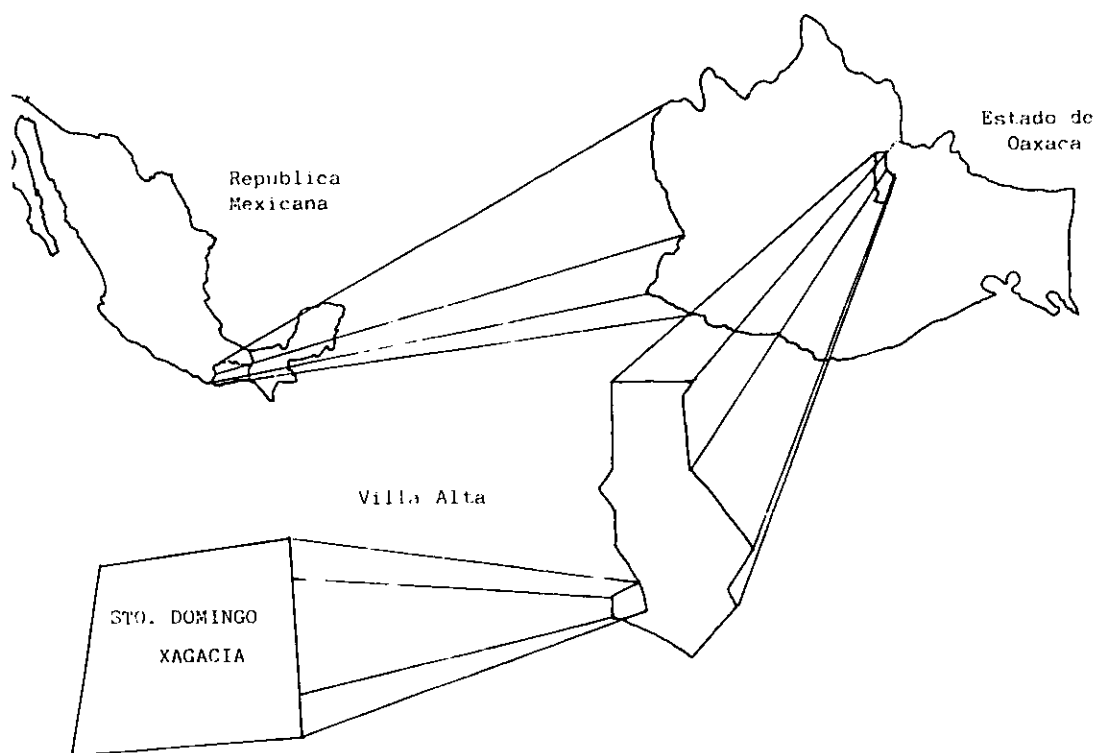 Estado de
Oaxaca
Republica
Mexicana
Villa Alta
STO. DOMINGO
XAGACIA